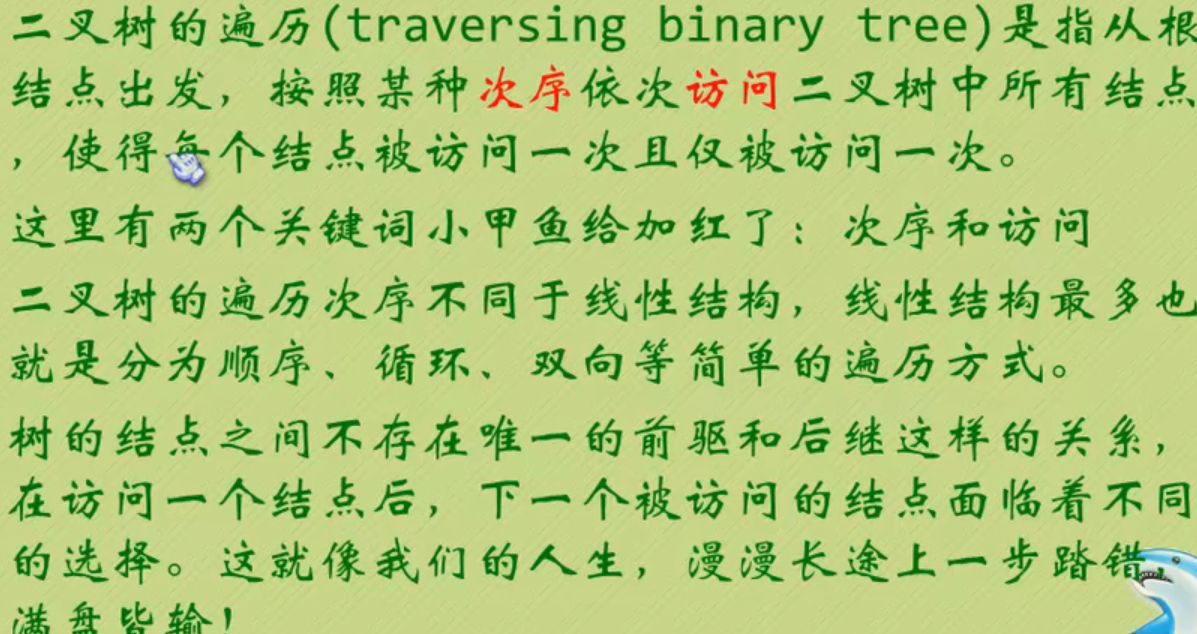 二叉树的遍历(traversing binary tree)是指从根
结点出发，按照某种次序依次访问二叉树中所有结点
，使得每个结点被访问一次且仅被访问一次。
这里有两个关键词小甲鱼给加红了：次序和访问
二叉树的遍历次序不同于线性结构，线性结构最多也
就是分为顺序、循环、双向等简单的遍历方式。
树的结点之间不存在唯一的前驱和后继这样的关系，
在访问一个结点后，下一个被访问的结点面临着不同
的选择。这就像我们的人生，漫漫长途上一步踏错，
满盘皆输！